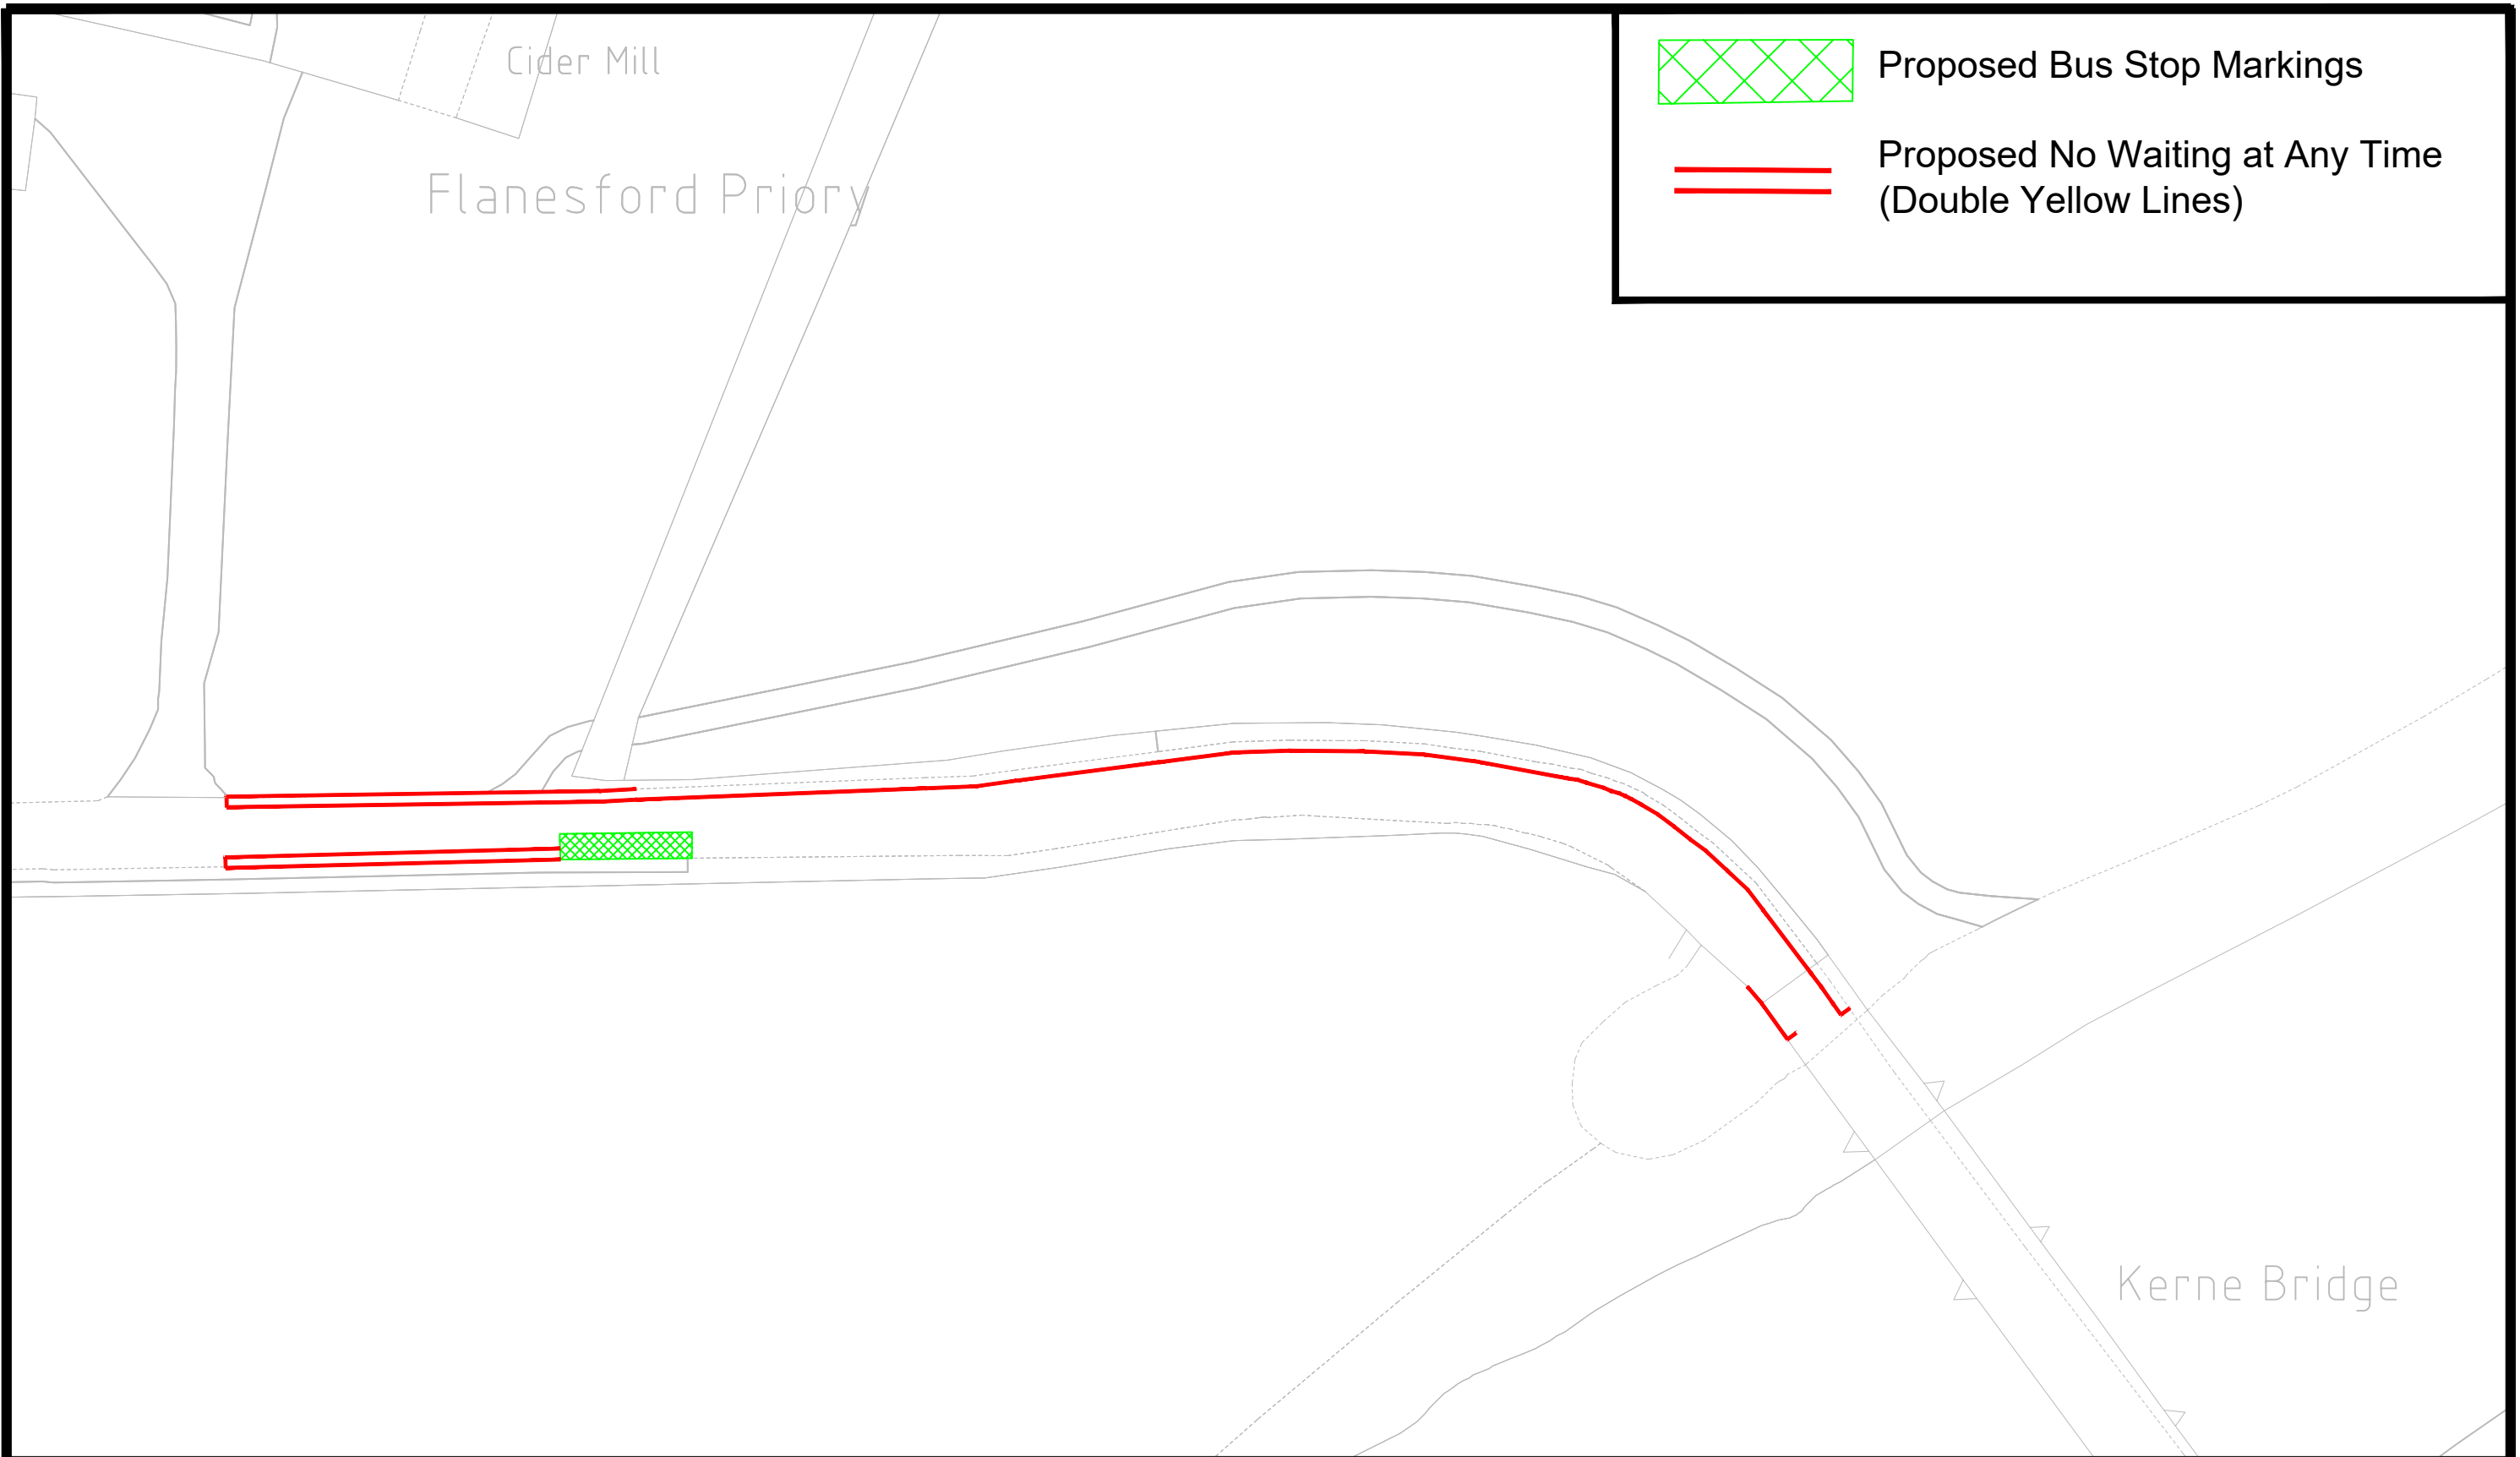 Cider Mill
Flanesford Priory
Proposed Bus Stop Markings
Proposed No Waiting at Any Time
(Double Yellow Lines)
Kerne Bridge